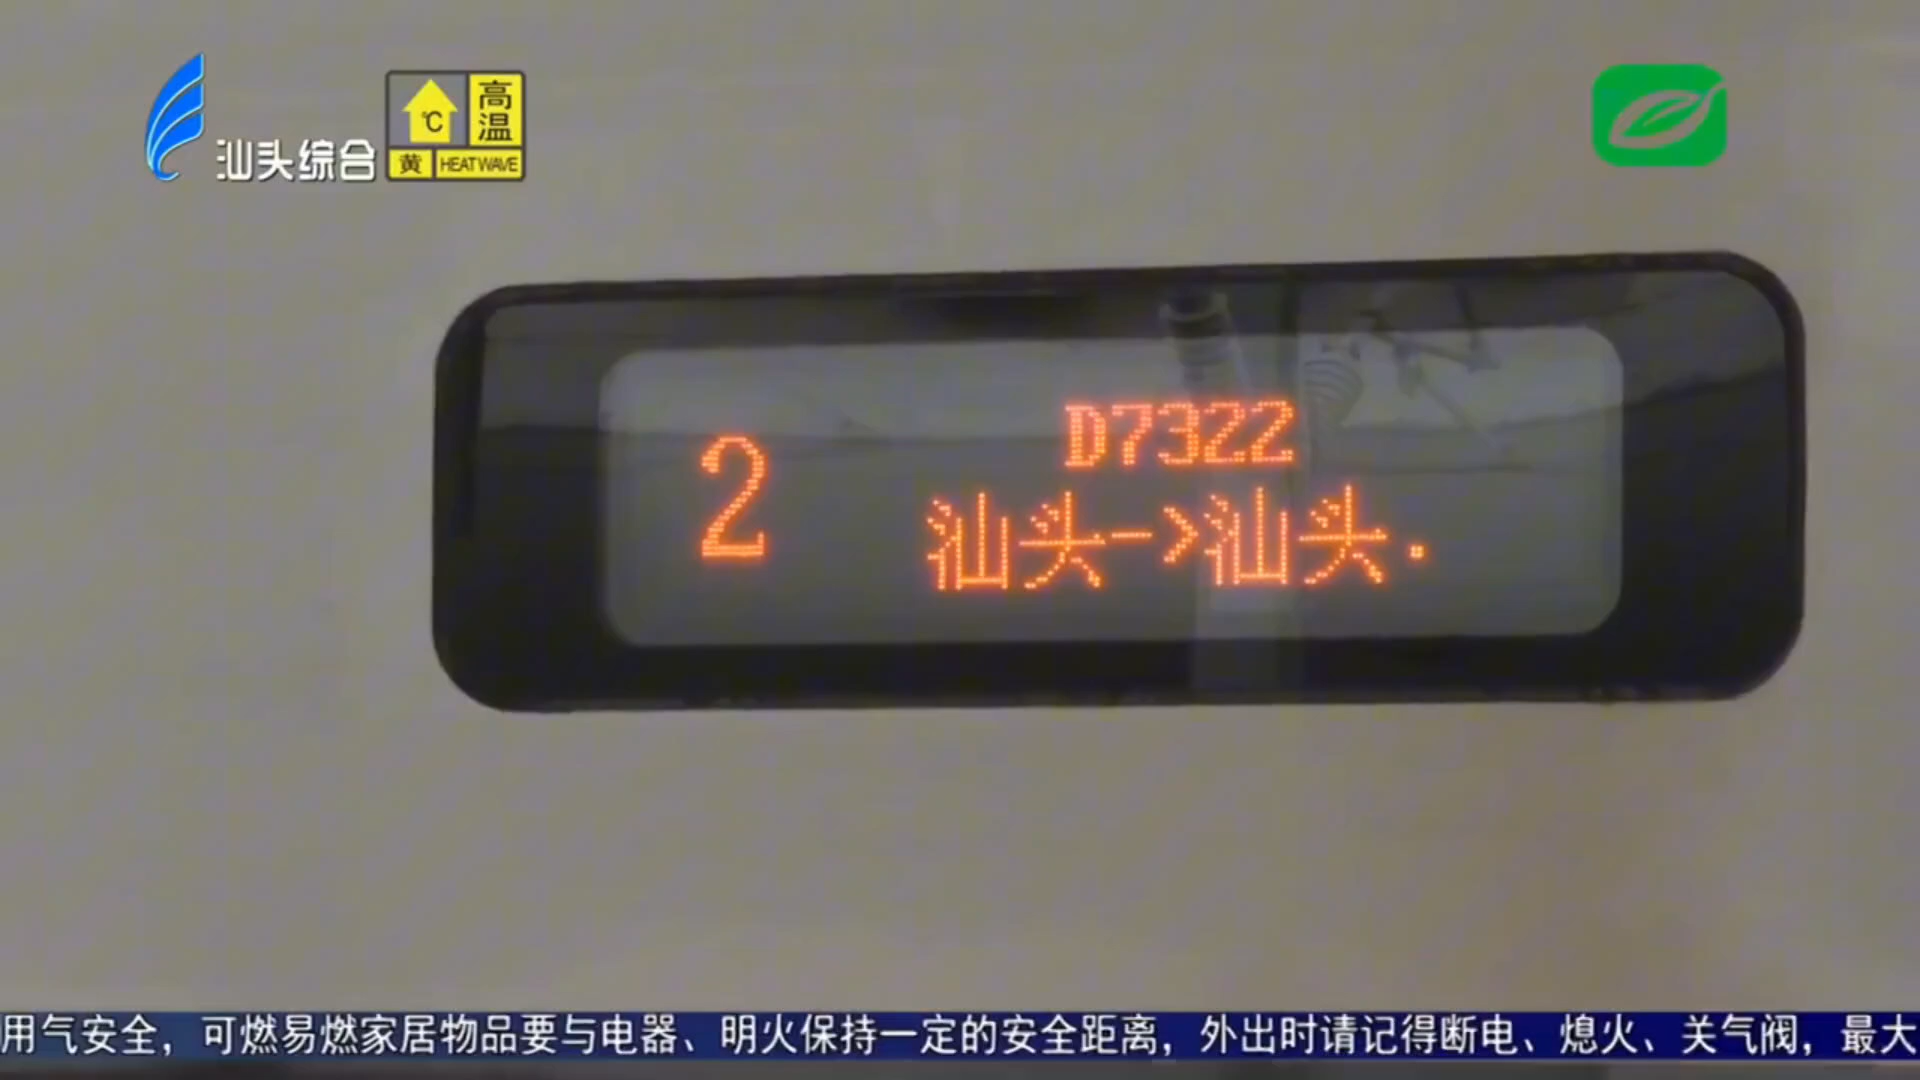 汕头综合
℃
高温
黄
HEAT WAVE
D7322
2
汕头->汕头.
用气安全，可燃易燃家居物品要与电器、明火保持一定的安全距离，外出时请记得断电、熄火、关气阀，最大